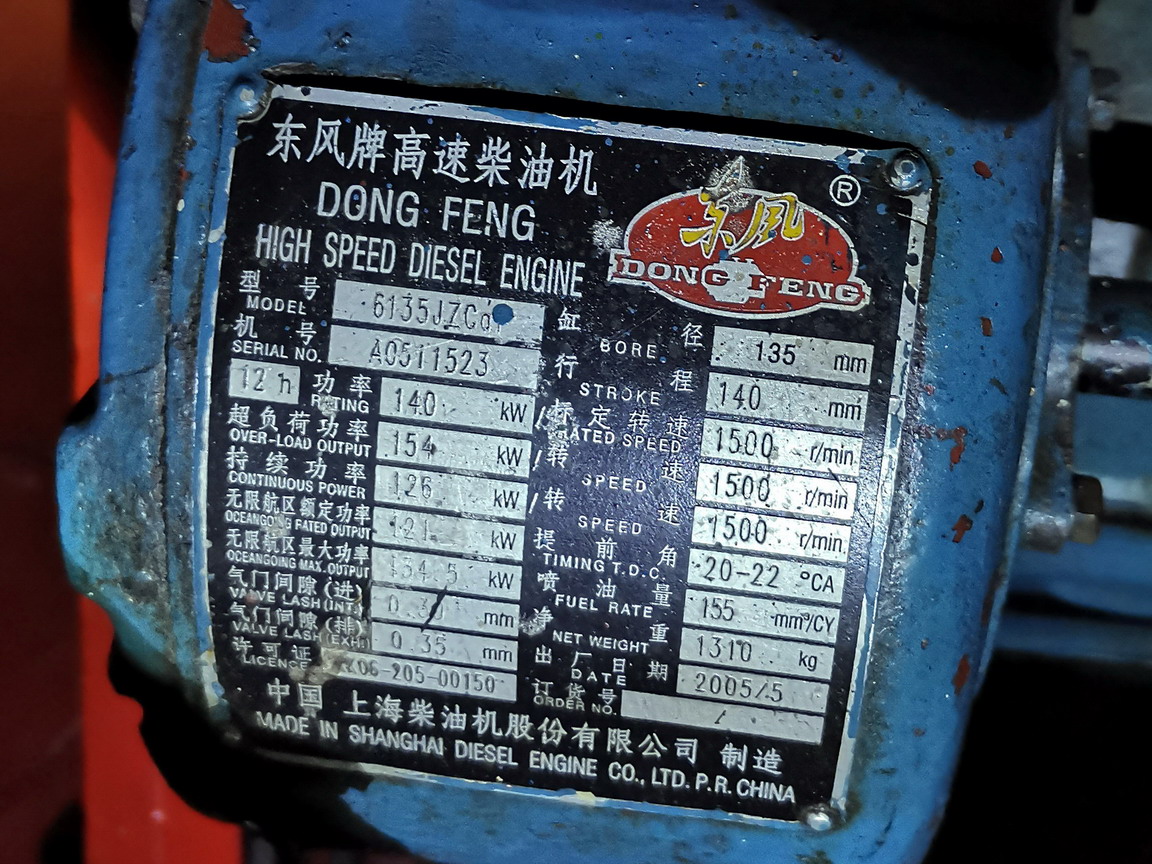 东风牌高速柴油机
DONG FENG
HIGH SPEED DIESEL ENGINE
®
东風
DONG FENG
型号 MODEL
机号 A0511523
SERIAL NO.
12 h 功率 140 kW/
RATING
超负荷功率 154 kW/
OVER-LOAD OUTPUT
持续功率 126 kW/
CONTINUOUS POWER
无限航区额定功率 121 kW
OCEANGOING RATED OUTPUT
无限航区最大功率 kW
OCEANGOING MAX. OUTPUT
气门间隙(进) mm
VALVE LASH(INT.)
气门间隙(排) 0.35 mm
VALVE LASH(EXH.)
许可证
LICENCE
缸径 135 mm
BORE
行程 140 mm
STROKE
标定转速 1500 r/min
RATED SPEED
转速 1500 r/min
SPEED
转速 1500 r/min
SPEED
提前角 20-22 °CA
TIMING T.D.C.
喷油量 155 mm³/CY
FUEL RATE
净重 1310 kg
NET WEIGHT
出厂日期 2005/5
DATE
订货号 /
ORDER NO.
中国 上海柴油机股份有限公司 制造
MADE IN SHANGHAI DIESEL ENGINE CO., LTD. P.R. CHINA